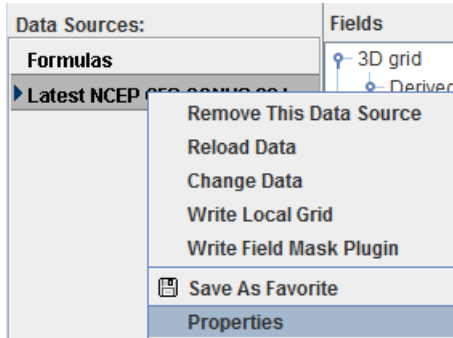 Data Sources:
Fields
Formulas
3D grid
Derived
Latest NCEP
Remove This Data Source
Reload Data
Change Data
Write Local Grid
Write Field Mask Plugin
Save As Favorite
Properties